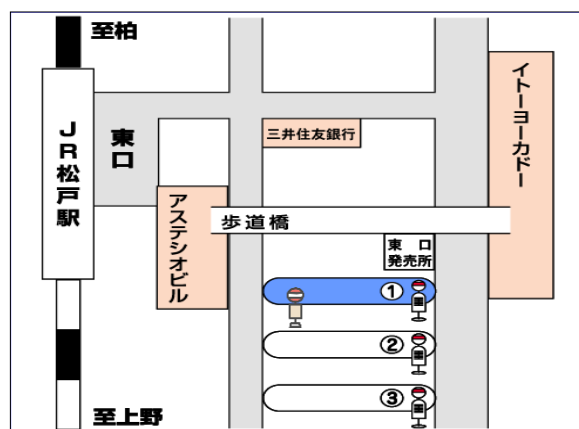 至柏
JR松戸駅
東口
三井住友銀行
イトーヨーカドー
アステシオビル
歩道橋
東口
発売所
①
②
③
至上野